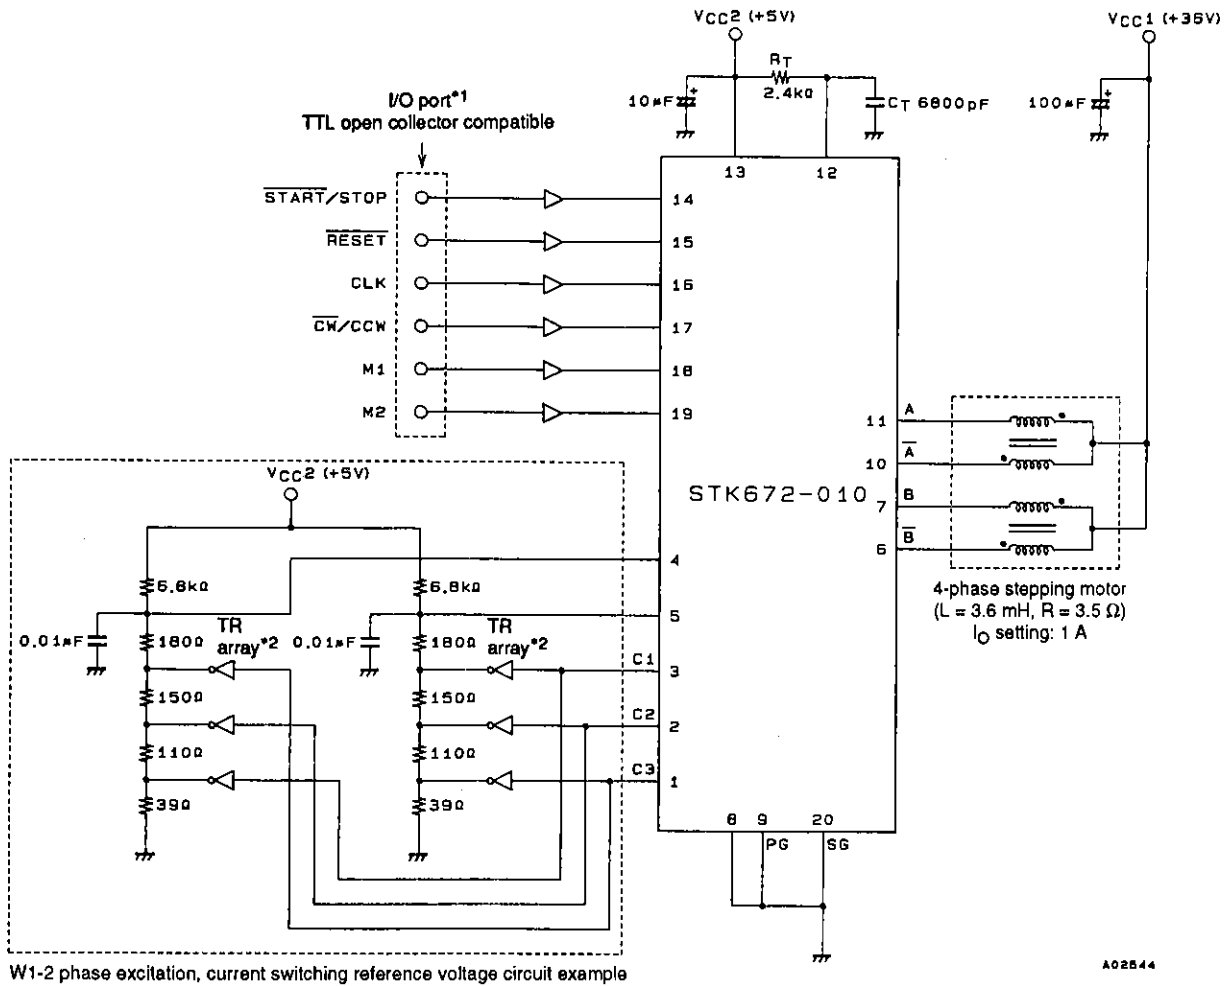 VCC2 (+5V)
VCC1 (+36V)
RT
2.4kΩ
10μF
+
CT 6800pF
100μF
+
I/O port*1
TTL open collector compatible
13
12
START/STOP
14
RESET
15
CLK
16
CW/CCW
17
M1
18
M2
19
11
A
10
A
STK672-010
7
B
6
B
VCC2 (+5V)
4
6.8kΩ
6.8kΩ
4-phase stepping motor
(L = 3.6 mH, R = 3.5 Ω)
IO setting: 1 A
5
0.01μF
180Ω
TR
array*2
0.01μF
180Ω
TR
array*2
C1
3
150Ω
150Ω
C2
2
110Ω
110Ω
C3
1
39Ω
39Ω
8
9
20
PG
SG
W1-2 phase excitation, current switching reference voltage circuit example
A02644